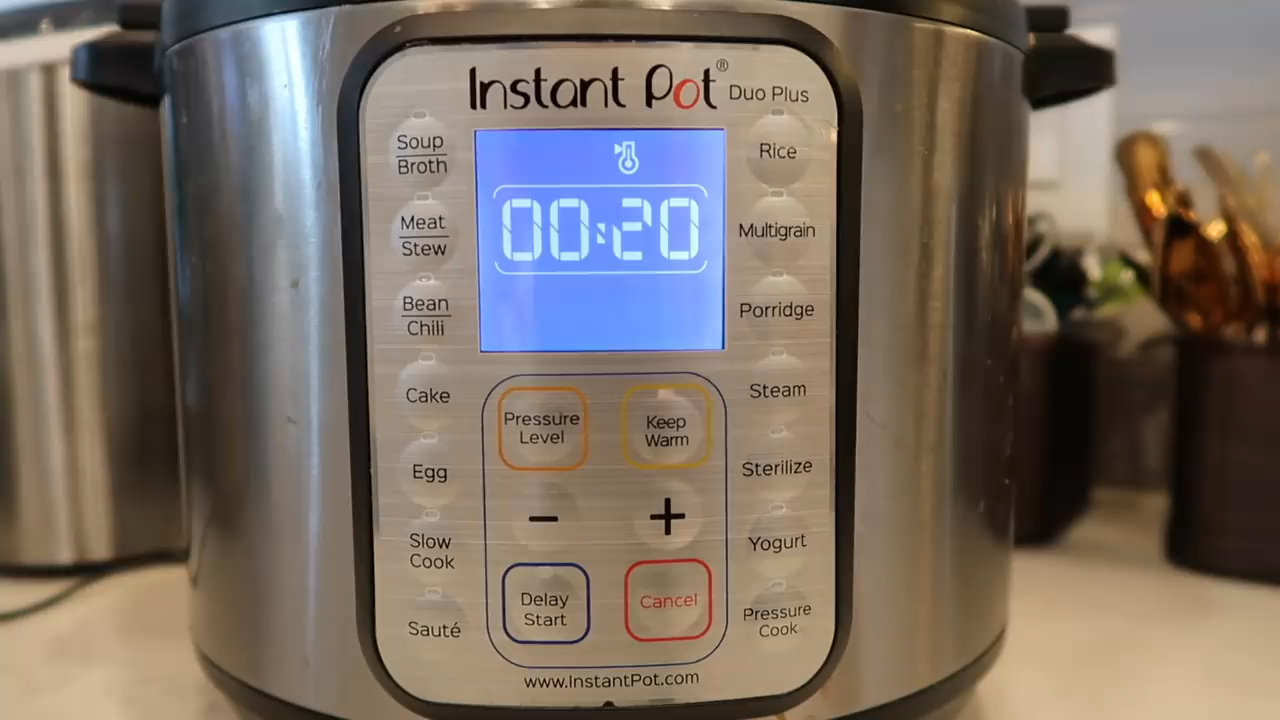 Instant Pot® Duo Plus
00:20
Soup
Broth
Meat
Stew
Bean
Chili
Cake
Egg
Slow
Cook
Sauté
Pressure
Level
Keep
Warm
−
+
Delay
Start
Cancel
Rice
Multigrain
Porridge
Steam
Sterilize
Yogurt
Pressure
Cook
www.InstantPot.com